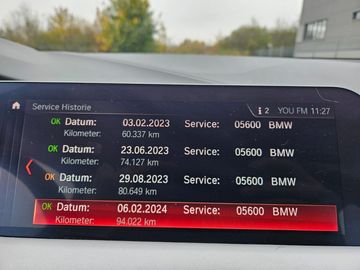 Service Historie
i 2 YOU FM 11:27
OK Datum: 03.02.2023 Service: 05600 BMW
Kilometer: 60.337 km
OK Datum: 23.06.2023 Service: 05600 BMW
Kilometer: 74.127 km
OK Datum: 29.08.2023 Service: 05600 BMW
Kilometer: 80.649 km
OK Datum: 06.02.2024 Service: 05600 BMW
Kilometer: 94.022 km